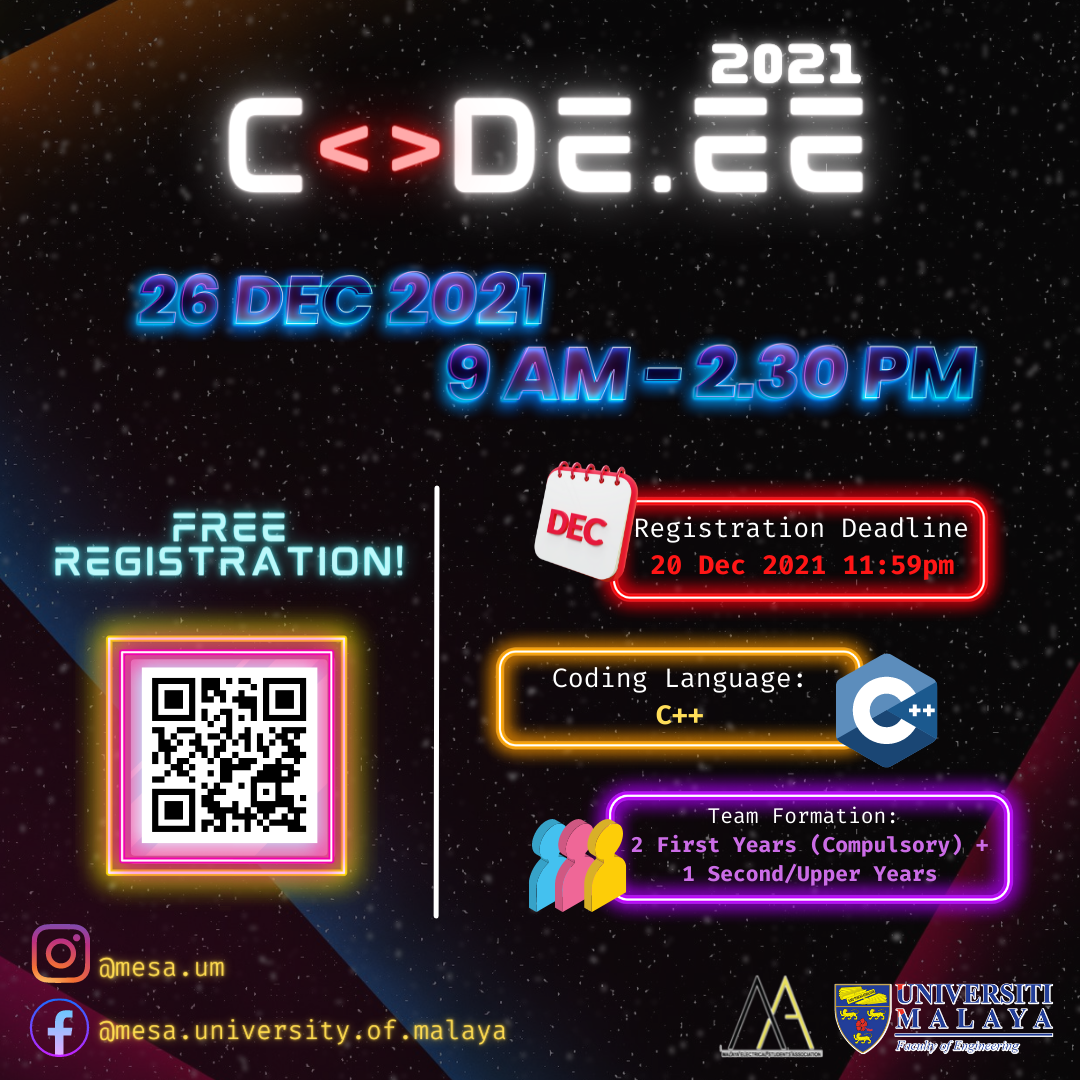 2021
C<>DE.EE
26 DEC 2021
9 AM - 2.30 PM
FREE
REGISTRATION!
DEC
Registration Deadline
20 Dec 2021 11:59pm
Coding Language:
C++
C++
Team Formation:
2 First Years (Compulsory) +
1 Second/Upper Years
@mesa.um
@mesa.university.of.malaya
UNIVERSITI
MALAYA
Faculty of Engineering